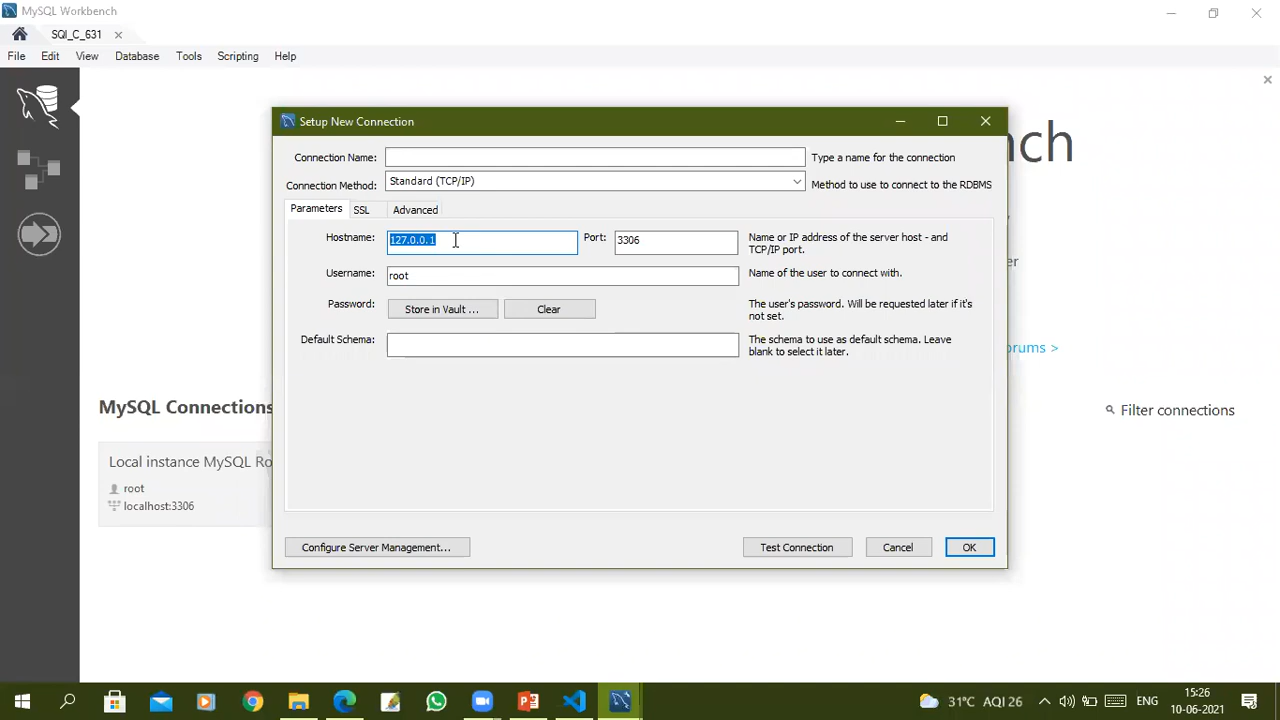 MySQL Workbench
SQl_C_631
File Edit View Database Tools Scripting Help
nch
Setup New Connection
Connection Name:
Type a name for the connection
Connection Method: Standard (TCP/IP)
Method to use to connect to the RDBMS
Parameters SSL Advanced
Hostname: 127.0.0.1 Port: 3306
Name or IP address of the server host - and
TCP/IP port.
Username: root
Name of the user to connect with.
Password: Store in Vault ... Clear
The user's password. Will be requested later if it's
not set.
Default Schema:
The schema to use as default schema. Leave
blank to select it later.
er
orums >
MySQL Connections
Filter connections
Local instance MySQL Ro
root
localhost:3306
Configure Server Management...
Test Connection Cancel OK
31°C AQI 26
ENG
15:26
10-06-2021